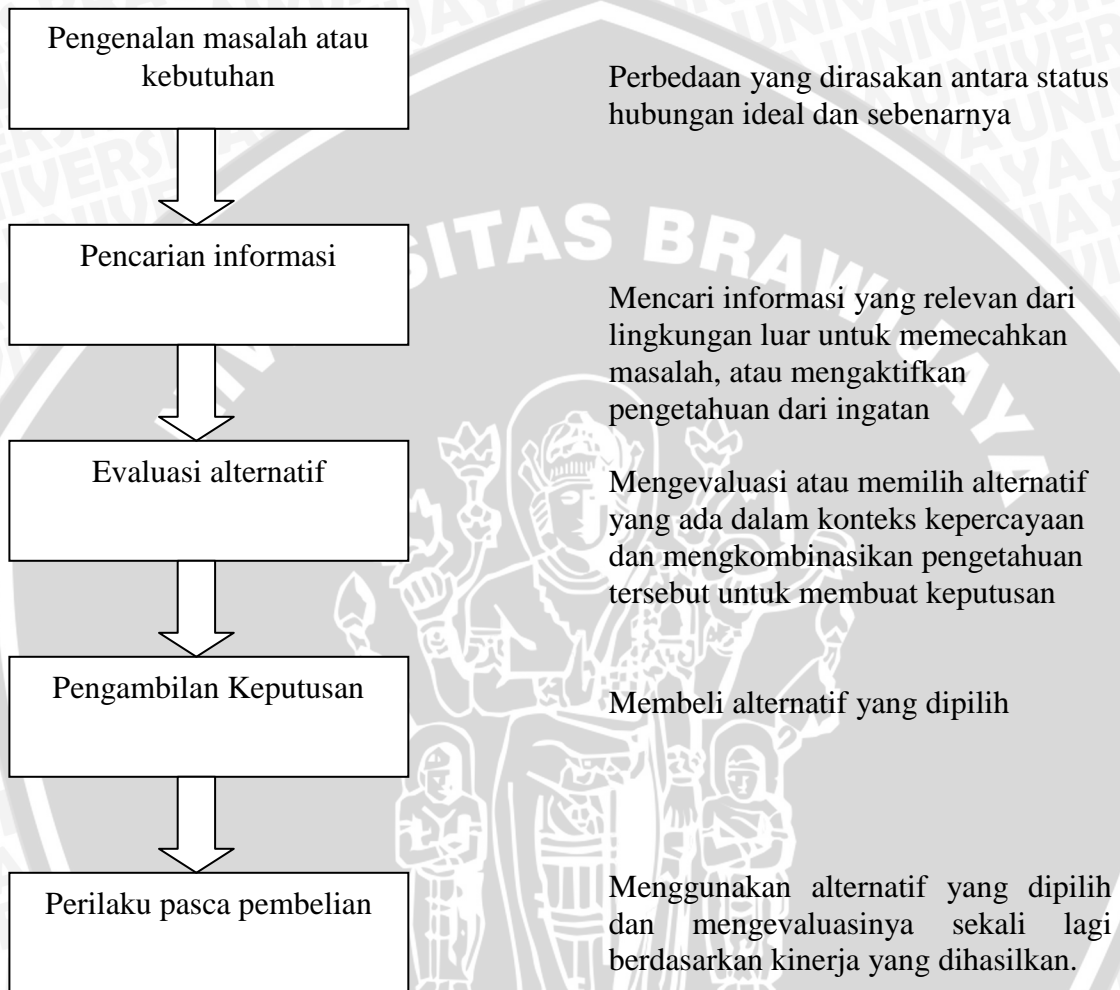 Pengenalan masalah atau
kebutuhan
Perbedaan yang dirasakan antara status
hubungan ideal dan sebenarnya
Pencarian informasi
Mencari informasi yang relevan dari
lingkungan luar untuk memecahkan
masalah, atau mengaktifkan
pengetahuan dari ingatan
Evaluasi alternatif
Mengevaluasi atau memilih alternatif
yang ada dalam konteks kepercayaan
dan mengkombinasikan pengetahuan
tersebut untuk membuat keputusan
Pengambilan Keputusan
Membeli alternatif yang dipilih
Perilaku pasca pembelian
Menggunakan alternatif yang dipilih
dan mengevaluasinya sekali lagi
berdasarkan kinerja yang dihasilkan.
SITAS BRAWIJAYA